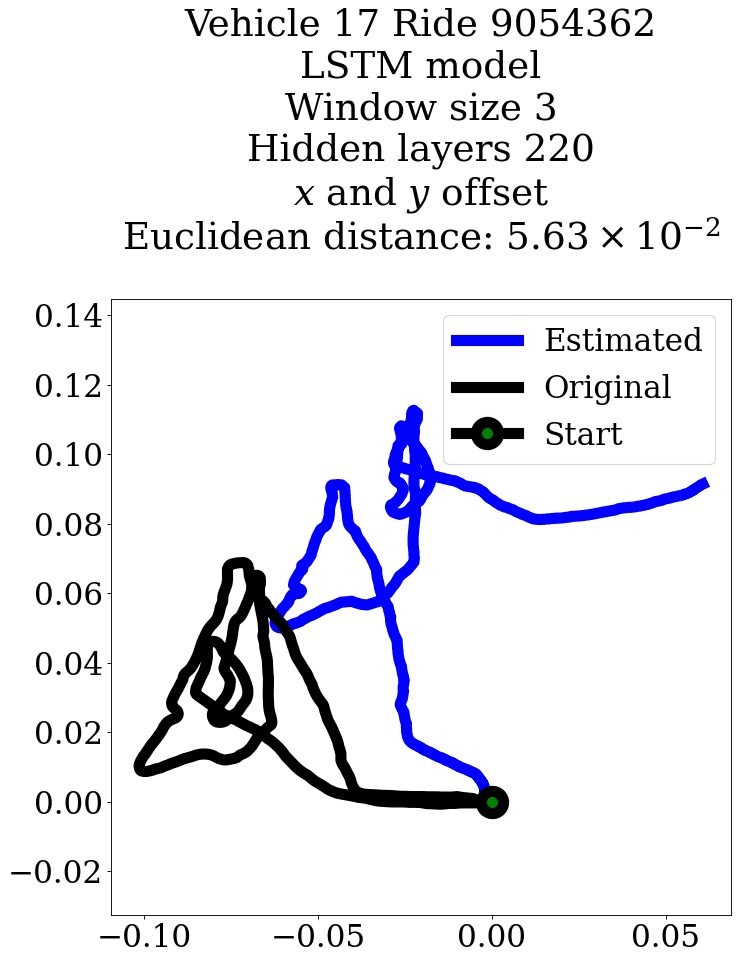 Vehicle 17 Ride 9054362
LSTM model
Window size 3
Hidden layers 220
x and y offset
Euclidean distance: 5.63 × 10⁻²
Estimated
Original
Start
0.14
0.12
0.10
0.08
0.06
0.04
0.02
0.00
−0.02
−0.10 −0.05 0.00 0.05